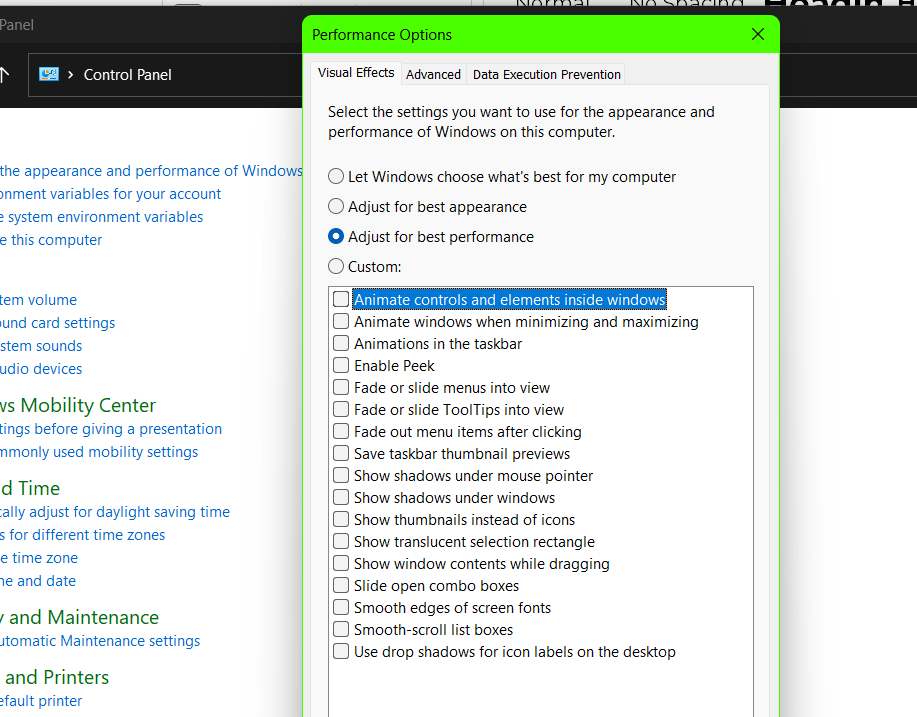 Normal No Spacing Heading
Panel
Control Panel
the appearance and performance of Windows
onment variables for your account
e system environment variables
e this computer
tem volume
ound card settings
stem sounds
udio devices
ws Mobility Center
tings before giving a presentation
mmonly used mobility settings
d Time
cally adjust for daylight saving time
s for different time zones
e time zone
me and date
y and Maintenance
utomatic Maintenance settings
and Printers
efault printer
Performance Options
Visual Effects Advanced Data Execution Prevention
Select the settings you want to use for the appearance and
performance of Windows on this computer.
Let Windows choose what's best for my computer
Adjust for best appearance
Adjust for best performance
Custom:
Animate controls and elements inside windows
Animate windows when minimizing and maximizing
Animations in the taskbar
Enable Peek
Fade or slide menus into view
Fade or slide ToolTips into view
Fade out menu items after clicking
Save taskbar thumbnail previews
Show shadows under mouse pointer
Show shadows under windows
Show thumbnails instead of icons
Show translucent selection rectangle
Show window contents while dragging
Slide open combo boxes
Smooth edges of screen fonts
Smooth-scroll list boxes
Use drop shadows for icon labels on the desktop